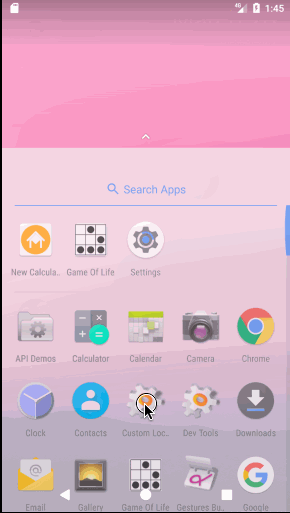 4G 1:45
Search Apps
New Calcula.. Game Of Life Settings
API Demos Calculator Calendar Camera Chrome
Clock Contacts Custom Loc.. Dev Tools Downloads
Email Gallery Game Of Life Gestures Bu.. Google